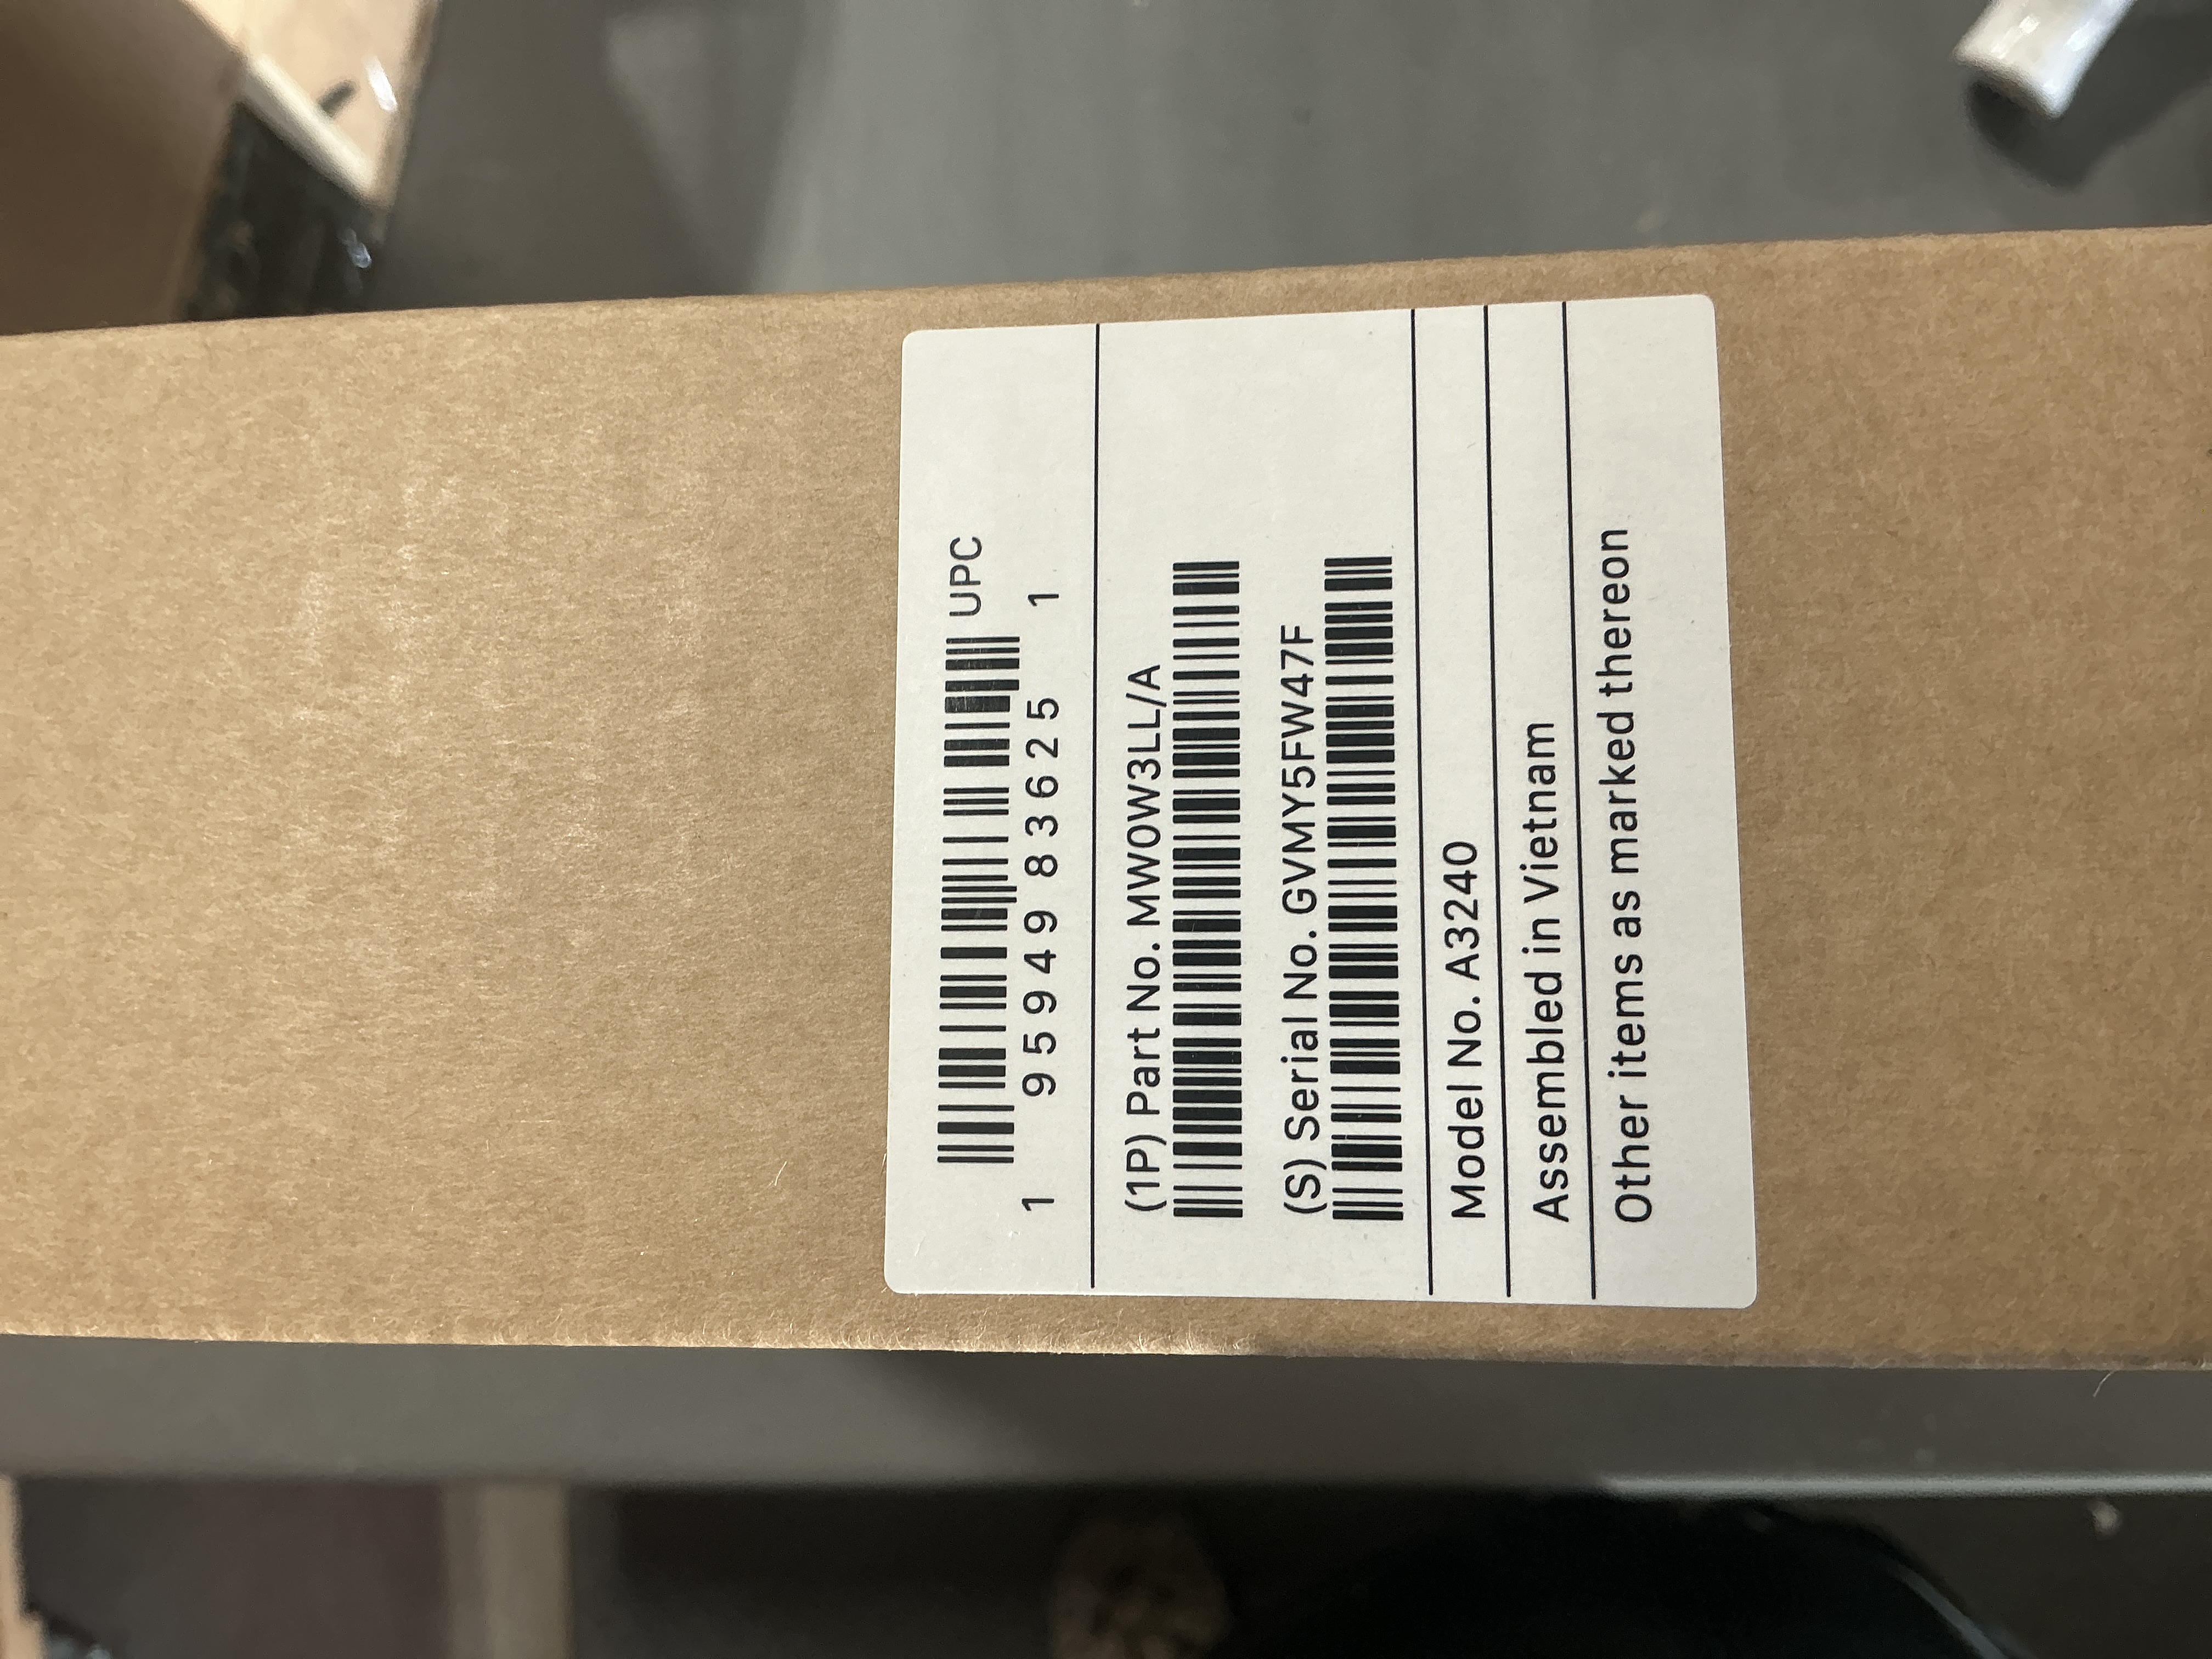 UPC
1 95949 83625 1
(1P) Part No. MW0W3LL/A
(S) Serial No. GVMY5FW47F
Model No. A3240
Assembled in Vietnam
Other items as marked thereon